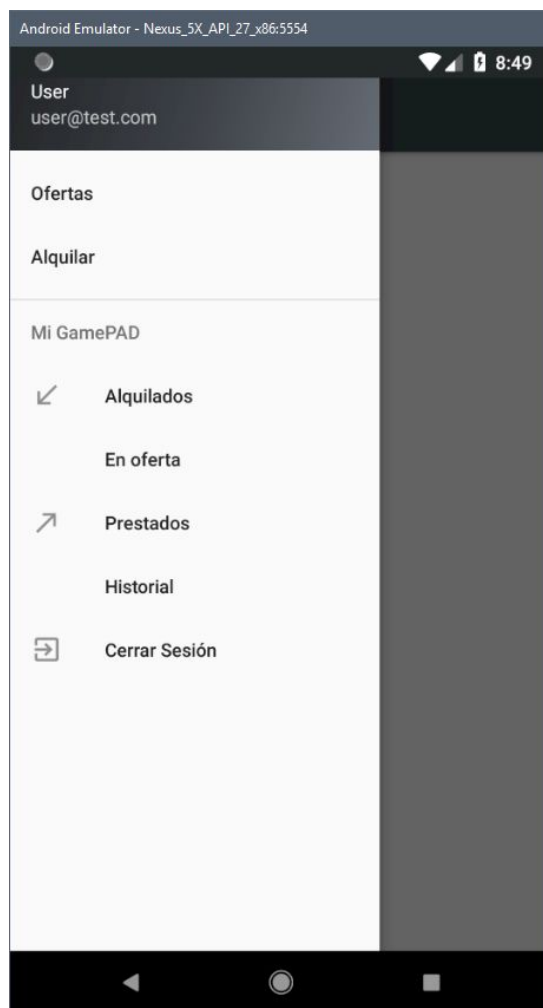 Android Emulator - Nexus_5X_API_27_x86:5554
8:49
User
user@test.com
Ofertas
Alquilar
Mi GamePAD
Alquilados
En oferta
Prestados
Historial
Cerrar Sesión